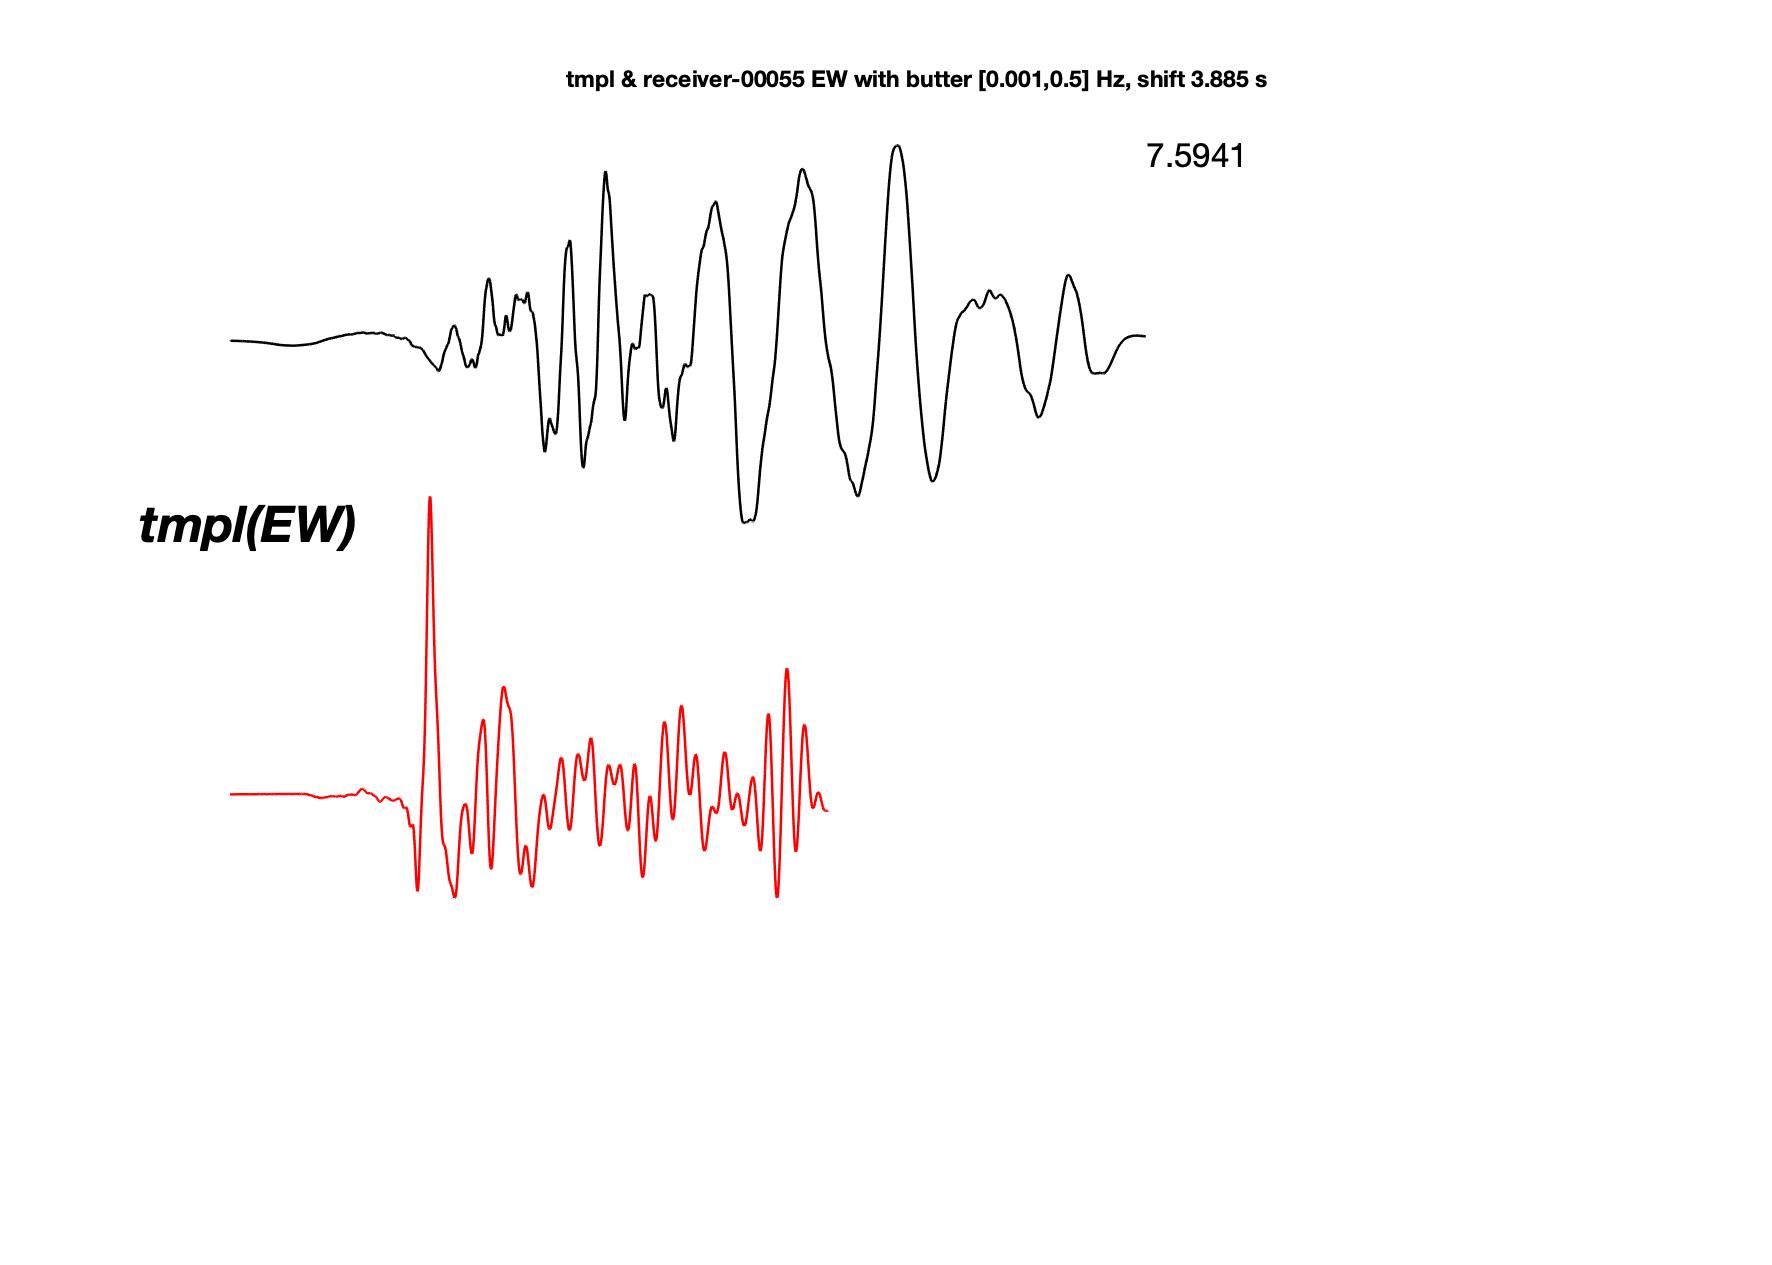 tmpl & receiver-00055 EW with butter [0.001,0.5] Hz, shift 3.885 s
7.5941
tmpl(EW)